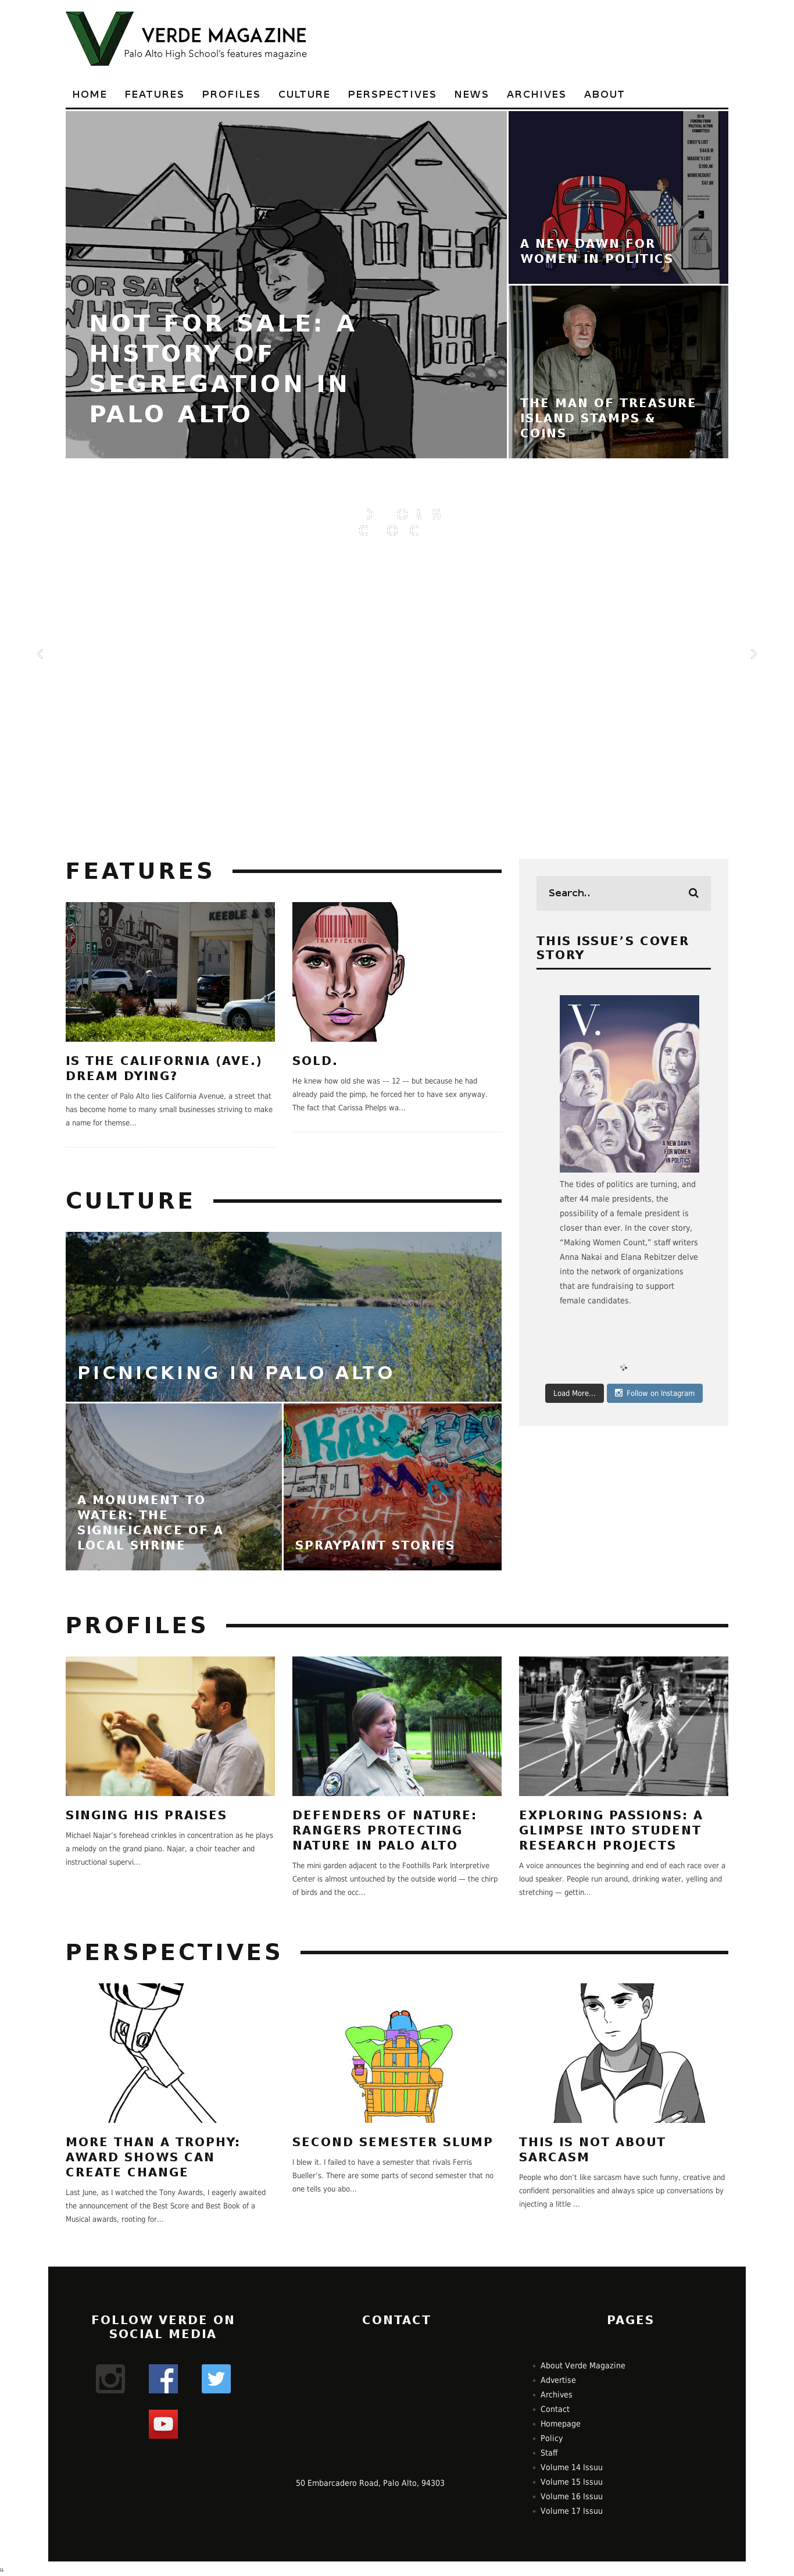 VERDE MAGAZINE
Palo Alto High School's features magazine
HOME FEATURES PROFILES CULTURE PERSPECTIVES NEWS ARCHIVES ABOUT
FOR SALE
NOT FOR SALE: A
HISTORY OF
SEGREGATION IN
PALO ALTO
A NEW DAWN FOR
WOMEN IN POLITICS
THE MAN OF TREASURE
ISLAND STAMPS &
COINS
FEATURES
KEEBLE & S
TRAFFICKING
IS THE CALIFORNIA (AVE.)
DREAM DYING?
In the center of Palo Alto lies California Avenue, a street that
has become home to many small businesses striving to make
a name for themse...
SOLD.
He knew how old she was -- 12 -- but because he had
already paid the pimp, he forced her to have sex anyway.
The fact that Carissa Phelps wa...
Search..
THIS ISSUE'S COVER
STORY
V.
A NEW DAWN
FOR WOMEN
IN POLITICS
The tides of politics are turning, and
after 44 male presidents, the
possibility of a female president is
closer than ever. In the cover story,
“Making Women Count,” staff writers
Anna Nakai and Elana Rebitzer delve
into the network of organizations
that are fundraising to support
female candidates.
Load More...
Follow on Instagram
CULTURE
PICNICKING IN PALO ALTO
A MONUMENT TO
WATER: THE
SIGNIFICANCE OF A
LOCAL SHRINE
SPRAYPAINT STORIES
PROFILES
SINGING HIS PRAISES
Michael Najar’s forehead crinkles in concentration as he plays
a melody on the grand piano. Najar, a choir teacher and
instructional supervi...
DEFENDERS OF NATURE:
RANGERS PROTECTING
NATURE IN PALO ALTO
The mini garden adjacent to the Foothills Park Interpretive
Center is almost untouched by the outside world — the chirp
of birds and the occ...
EXPLORING PASSIONS: A
GLIMPSE INTO STUDENT
RESEARCH PROJECTS
A voice announces the beginning and end of each race over a
loud speaker. People run around, drinking water, yelling and
stretching — gettin...
PERSPECTIVES
MORE THAN A TROPHY:
AWARD SHOWS CAN
CREATE CHANGE
Last June, as I watched the Tony Awards, I eagerly awaited
the announcement of the Best Score and Best Book of a
Musical awards, rooting for...
SECOND SEMESTER SLUMP
I blew it. I failed to have a semester that rivals Ferris
Bueller’s. There are some parts of second semester that no
one tells you abo...
THIS IS NOT ABOUT
SARCASM
People who don’t like sarcasm have such funny, creative and
confident personalities and always spice up conversations by
injecting a little ...
FOLLOW VERDE ON
SOCIAL MEDIA
CONTACT
50 Embarcadero Road, Palo Alto, 94303
PAGES
About Verde Magazine
Advertise
Archives
Contact
Homepage
Policy
Staff
Volume 14 Issuu
Volume 15 Issuu
Volume 16 Issuu
Volume 17 Issuu